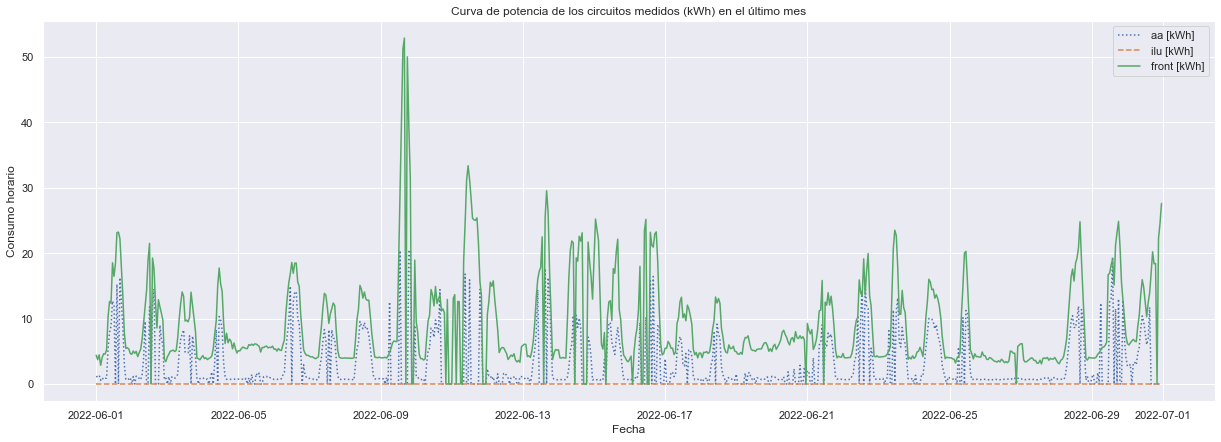 Curva de potencia de los circuitos medidos (kWh) en el último mes
aa [kWh]
ilu [kWh]
front [kWh]
Consumo horario
50
40
30
20
10
0
2022-06-01
2022-06-05
2022-06-09
2022-06-13
2022-06-17
2022-06-21
2022-06-25
2022-06-29
2022-07-01
Fecha